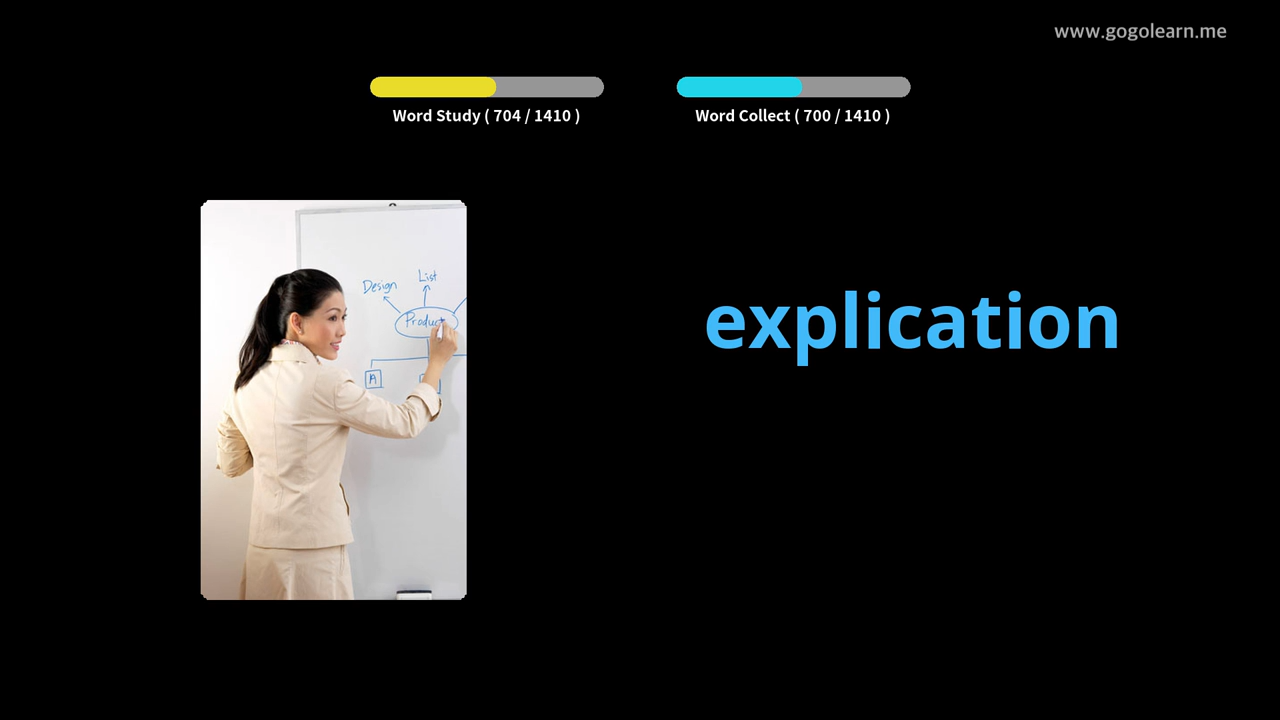 www.gogolearn.me
Word Study ( 704 / 1410 )
Word Collect ( 700 / 1410 )
explication
List
Design
Product
A